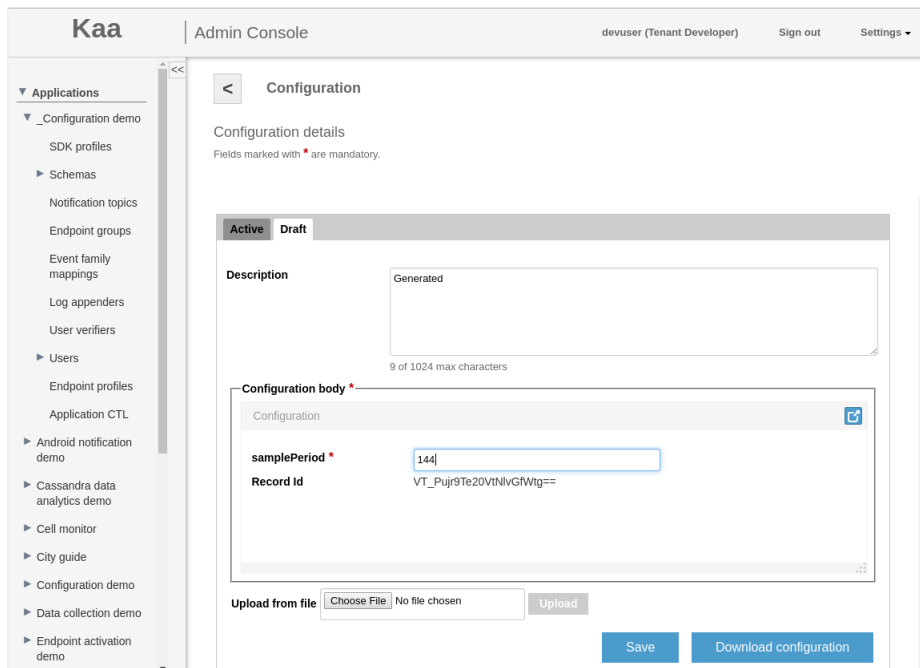 Kaa
Admin Console
devuser (Tenant Developer)
Sign out
Settings
<<
Applications
_Configuration demo
SDK profiles
Schemas
Notification topics
Endpoint groups
Event family
mappings
Log appenders
User verifiers
Users
Endpoint profiles
Application CTL
Android notification
demo
Cassandra data
analytics demo
Cell monitor
City guide
Configuration demo
Data collection demo
Endpoint activation
demo
< Configuration
Configuration details
Fields marked with * are mandatory.
Active Draft
Description
Generated
9 of 1024 max characters
Configuration body *
Configuration
samplePeriod * 144
Record Id VT_Pujr9Te20VtNlvGfWtg==
Upload from file Choose File No file chosen Upload
Save Download configuration